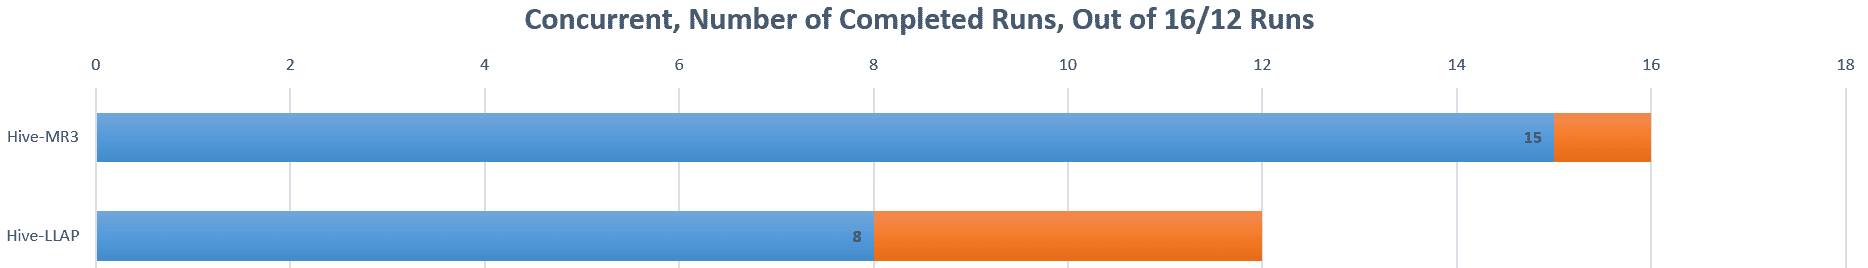 Concurrent, Number of Completed Runs, Out of 16/12 Runs
0 2 4 6 8 10 12 14 16 18
Hive-MR3 15
Hive-LLAP 8